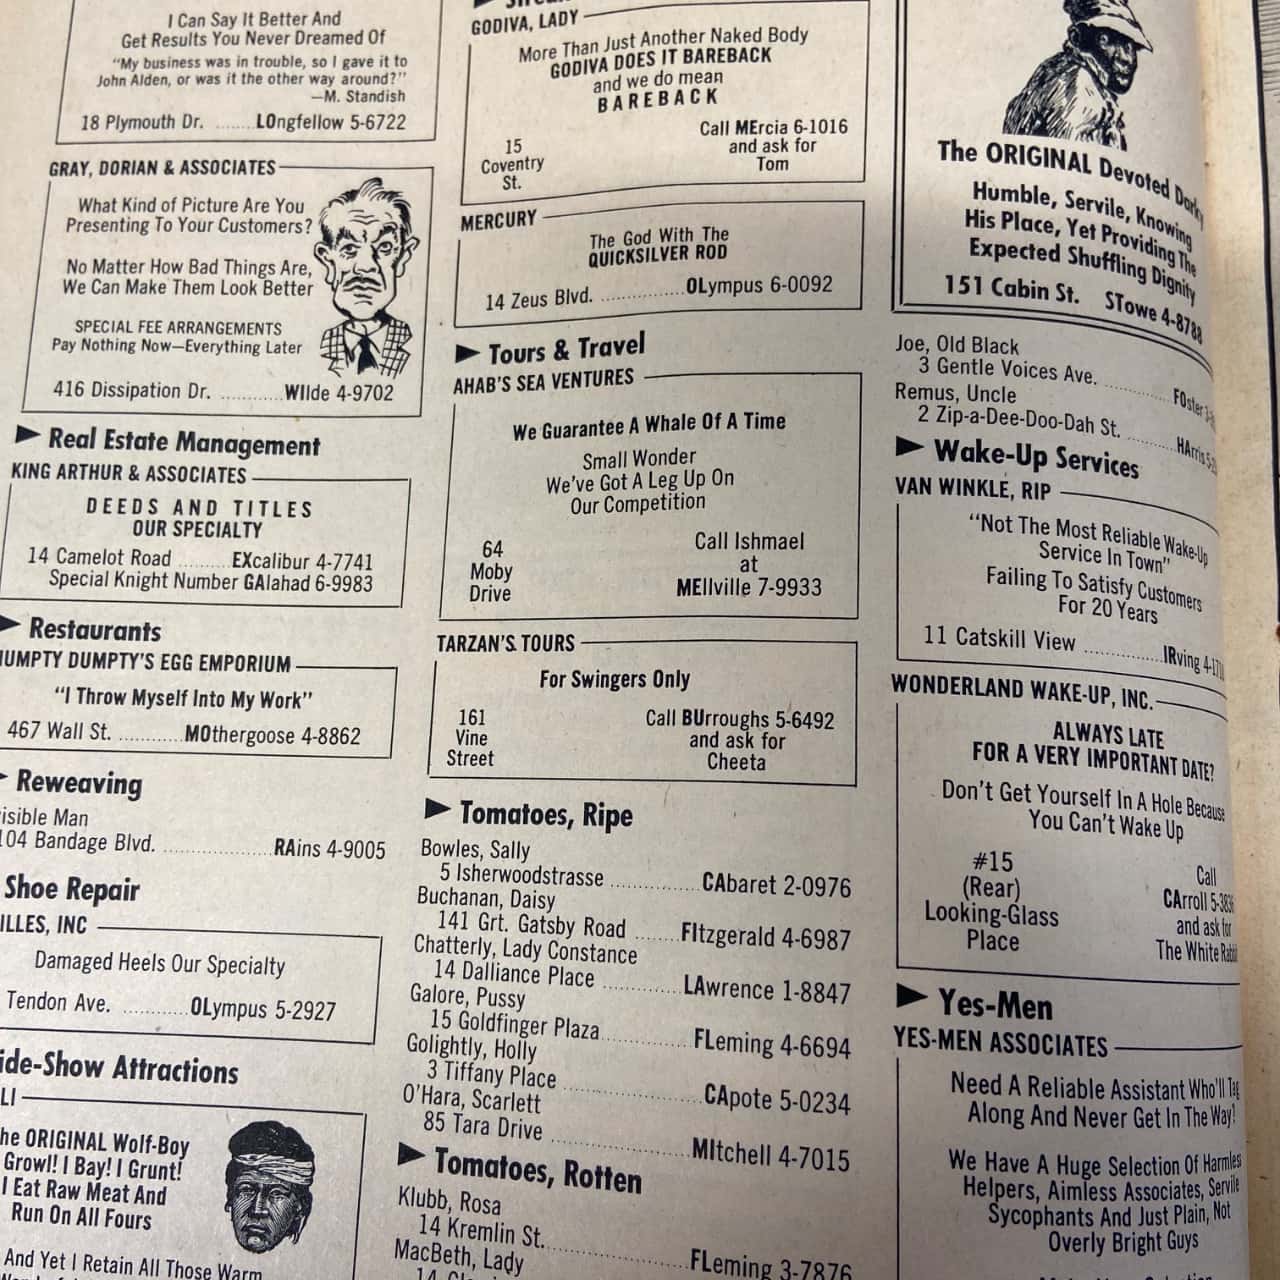 I Can Say It Better And
Get Results You Never Dreamed Of
“My business was in trouble, so I gave it to
John Alden, or was it the other way around?”
—M. Standish
18 Plymouth Dr. ........LOngfellow 5-6722
GRAY, DORIAN & ASSOCIATES
What Kind of Picture Are You
Presenting To Your Customers?
No Matter How Bad Things Are,
We Can Make Them Look Better
SPECIAL FEE ARRANGEMENTS
Pay Nothing Now—Everything Later
416 Dissipation Dr. ...........WIlde 4-9702
Real Estate Management
KING ARTHUR & ASSOCIATES
DEEDS AND TITLES
OUR SPECIALTY
14 Camelot Road .........EXcalibur 4-7741
Special Knight Number GAlahad 6-9983
Restaurants
HUMPTY DUMPTY'S EGG EMPORIUM
“I Throw Myself Into My Work”
467 Wall St. ............MOthergoose 4-8862
Reweaving
isible Man
104 Bandage Blvd. ......................RAins 4-9005
Shoe Repair
ILLES, INC
Damaged Heels Our Specialty
Tendon Ave. ............OLympus 5-2927
ide-Show Attractions
LI
he ORIGINAL Wolf-Boy
Growl! I Bay! I Grunt!
I Eat Raw Meat And
Run On All Fours
And Yet I Retain All Those Warm
GODIVA, LADY
More Than Just Another Naked Body
GODIVA DOES IT BAREBACK
and we do mean
BAREBACK
15
Coventry
St.
Call MErcia 6-1016
and ask for
Tom
MERCURY
The God With The
QUICKSILVER ROD
14 Zeus Blvd. ................OLympus 6-0092
Tours & Travel
AHAB'S SEA VENTURES
We Guarantee A Whale Of A Time
Small Wonder
We've Got A Leg Up On
Our Competition
64
Moby
Drive
Call Ishmael
at
MEllville 7-9933
TARZAN'S TOURS
For Swingers Only
161
Vine
Street
Call BUrroughs 5-6492
and ask for
Cheeta
Tomatoes, Ripe
Bowles, Sally
5 Isherwoodstrasse ................CAbaret 2-0976
Buchanan, Daisy
141 Grt. Gatsby Road .......FItzgerald 4-6987
Chatterly, Lady Constance
14 Dalliance Place ..............LAwrence 1-8847
Galore, Pussy
15 Goldfinger Plaza................FLeming 4-6694
Golightly, Holly
3 Tiffany Place .........................CApote 5-0234
O'Hara, Scarlett
85 Tara Drive .........................MItchell 4-7015
Tomatoes, Rotten
Klubb, Rosa
14 Kremlin St. .........................FLeming 3-7876
MacBeth, Lady
The ORIGINAL Devoted Darky
Humble, Servile, Knowing
His Place, Yet Providing The
Expected Shuffling Dignity
151 Cabin St. STowe 4-8788
Joe, Old Black
3 Gentle Voices Ave. ...............FOster
Remus, Uncle
2 Zip-a-Dee-Doo-Dah St. ..........HArris
Wake-Up Services
VAN WINKLE, RIP
“Not The Most Reliable Wake-Up
Service In Town”
Failing To Satisfy Customers
For 20 Years
11 Catskill View ...............IRving
WONDERLAND WAKE-UP, INC.
ALWAYS LATE
FOR A VERY IMPORTANT DATE?
Don't Get Yourself In A Hole Because
You Can't Wake Up
#15
(Rear)
Looking-Glass
Place
Call
CArroll
and ask for
The White Rabbit
Yes-Men
YES-MEN ASSOCIATES
Need A Reliable Assistant Who'll Tag
Along And Never Get In The Way?
We Have A Huge Selection Of Harmless
Helpers, Aimless Associates, Servile
Sycophants And Just Plain, Not
Overly Bright Guys